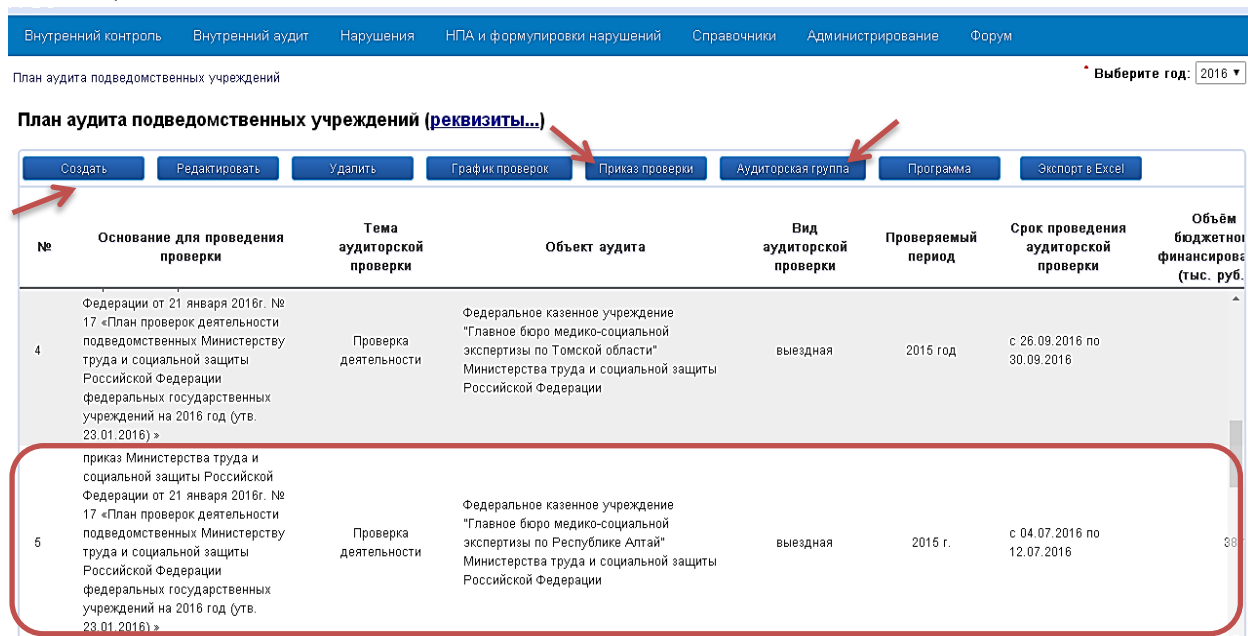 Внутренний контроль Внутренний аудит Нарушения НПА и формулировки нарушений Справочники Администрирование Форум
План аудита подведомственных учреждений
* Выберите год: 2016
План аудита подведомственных учреждений (реквизиты...)
Создать Редактировать Удалить График проверок Приказ проверки Аудиторская группа Программа Экспорт в Excel
№
Основание для проведения
проверки
Тема
аудиторской
проверки
Объект аудита
Вид
аудиторской
проверки
Проверяемый
период
Срок проведения
аудиторской
проверки
Объём
бюджетно
финансирова
(тыс. руб.
4
Федерации от 21 января 2016г. №
17 «План проверок деятельности
подведомственных Министерству
труда и социальной защиты
Российской Федерации
федеральных государственных
учреждений на 2016 год (утв.
23.01.2016) »
Проверка
деятельности
Федеральное казенное учреждение
"Главное бюро медико-социальной
экспертизы по Томской области"
Министерства труда и социальной защиты
Российской Федерации
выездная
2015 год
с 26.09.2016 по
30.09.2016
5
приказ Министерства труда и
социальной защиты Российской
Федерации от 21 января 2016г. №
17 «План проверок деятельности
подведомственных Министерству
труда и социальной защиты
Российской Федерации
федеральных государственных
учреждений на 2016 год (утв.
23.01.2016) »
Проверка
деятельности
Федеральное казенное учреждение
"Главное бюро медико-социальной
экспертизы по Республике Алтай"
Министерства труда и социальной защиты
Российской Федерации
выездная
2015 г.
с 04.07.2016 по
12.07.2016
38